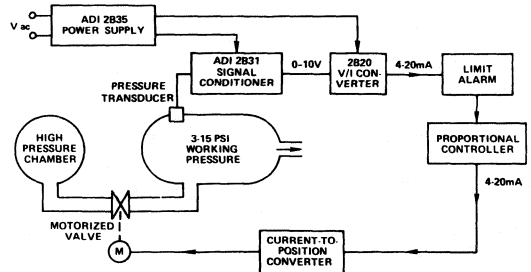 V ac
ADI 2B35
POWER SUPPLY
ADI 2B31
SIGNAL
CONDITIONER
0-10V
2B20
V/I CON-
VERTER
4-20mA
LIMIT
ALARM
PRESSURE
TRANSDUCER
HIGH
PRESSURE
CHAMBER
3-15 PSI
WORKING
PRESSURE
PROPORTIONAL
CONTROLLER
4-20mA
MOTORIZED
VALVE
M
CURRENT-TO-
POSITION
CONVERTER